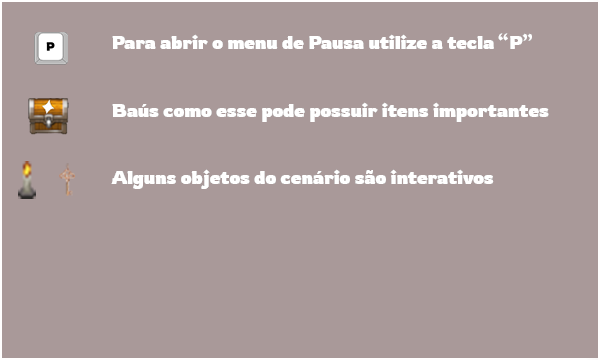 P
Para abrir o menu de Pausa utilize a tecla “P”
Baús como esse pode possuir itens importantes
Alguns objetos do cenário são interativos